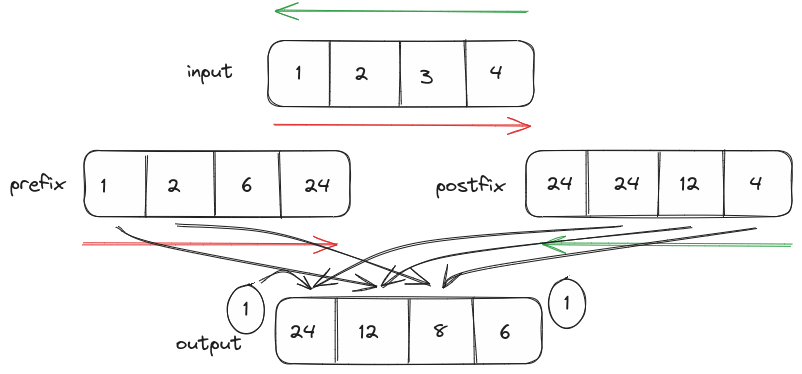 input 1 2 3 4
prefix 1 2 6 24
postfix 24 24 12 4
1 1
output 24 12 8 6